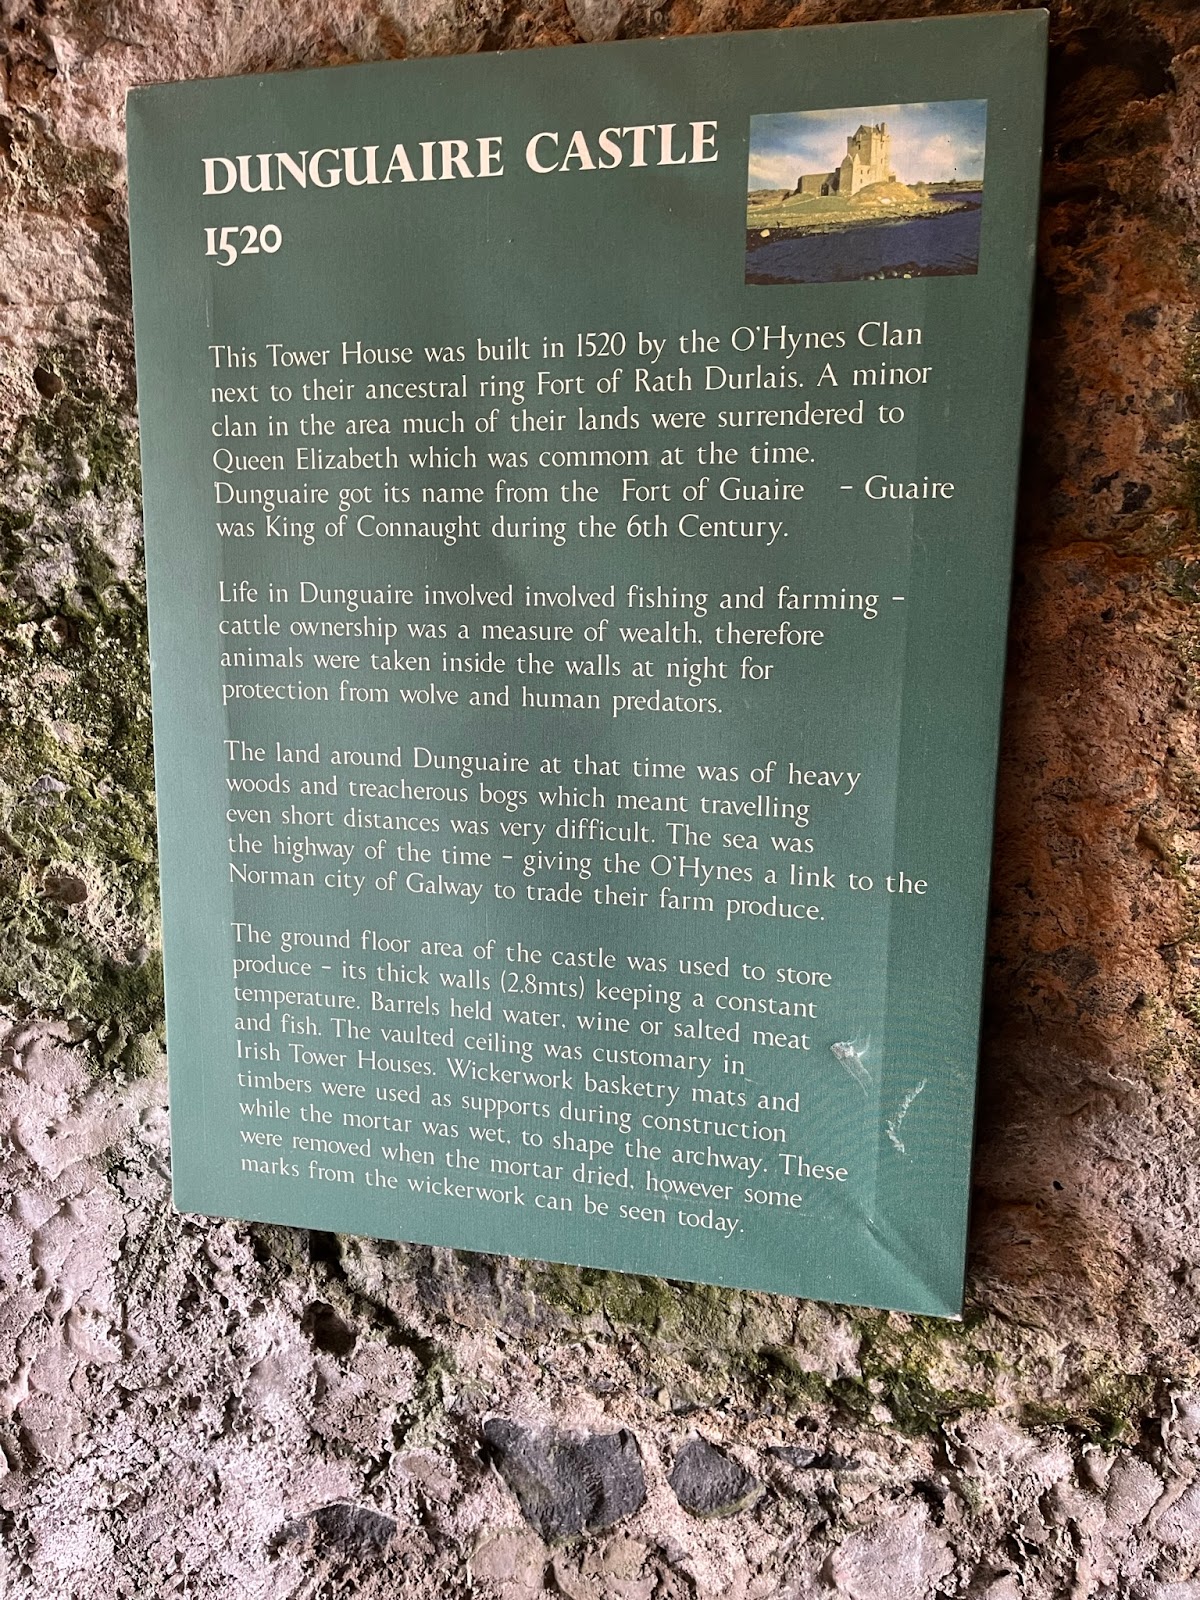 DUNGUAIRE CASTLE
1520
This Tower House was built in 1520 by the O'Hynes Clan
next to their ancestral ring Fort of Rath Durlais. A minor
clan in the area much of their lands were surrendered to
Queen Elizabeth which was commom at the time.
Dunguaire got its name from the Fort of Guaire - Guaire
was King of Connaught during the 6th Century.
Life in Dunguaire involved involved fishing and farming -
cattle ownership was a measure of wealth, therefore
animals were taken inside the walls at night for
protection from wolve and human predators.
The land around Dunguaire at that time was of heavy
woods and treacherous bogs which meant travelling
even short distances was very difficult. The sea was
the highway of the time - giving the O'Hynes a link to the
Norman city of Galway to trade their farm produce.
The ground floor area of the castle was used to store
produce - its thick walls (2.8mts) keeping a constant
temperature. Barrels held water, wine or salted meat
and fish. The vaulted ceiling was customary in
Irish Tower Houses. Wickerwork basketry mats and
timbers were used as supports during construction
while the mortar was wet, to shape the archway. These
were removed when the mortar dried, however some
marks from the wickerwork can be seen today.